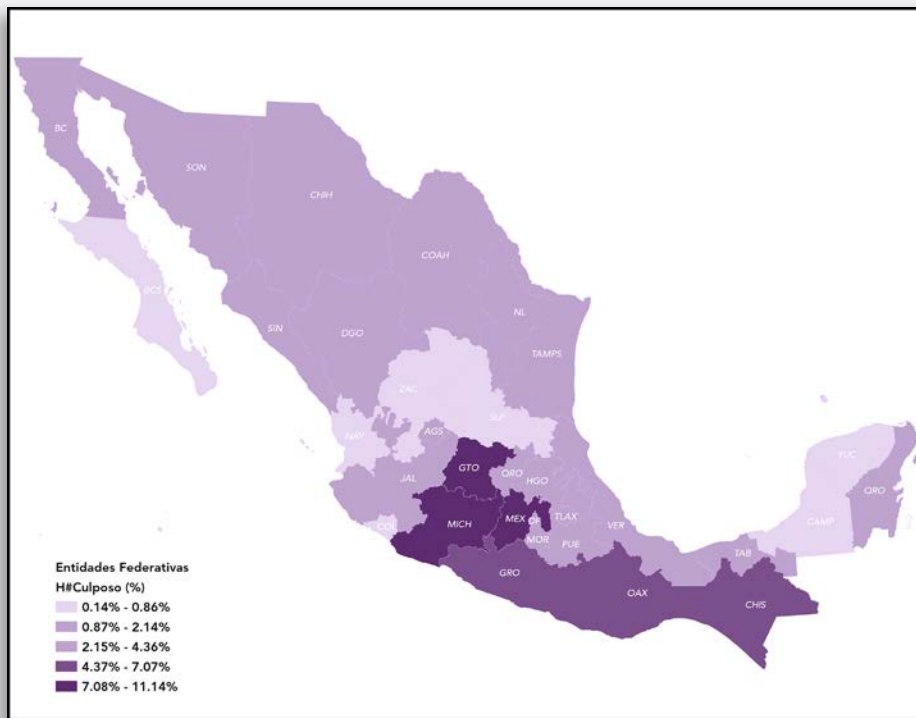 BC
SON
CHIH
COAH
BCS
NL
SIN
DGO
TAMPS
ZAC
SLP
NAY
AGS
GTO
QRO
HGO
YUC
JAL
QRO
COL
MICH
MEX
DF
TLAX
VER
CAMP
MOR
PUE
TAB
GRO
OAX
CHIS
Entidades Federativas
H#Culposo (%)
0.14% - 0.86%
0.87% - 2.14%
2.15% - 4.36%
4.37% - 7.07%
7.08% - 11.14%